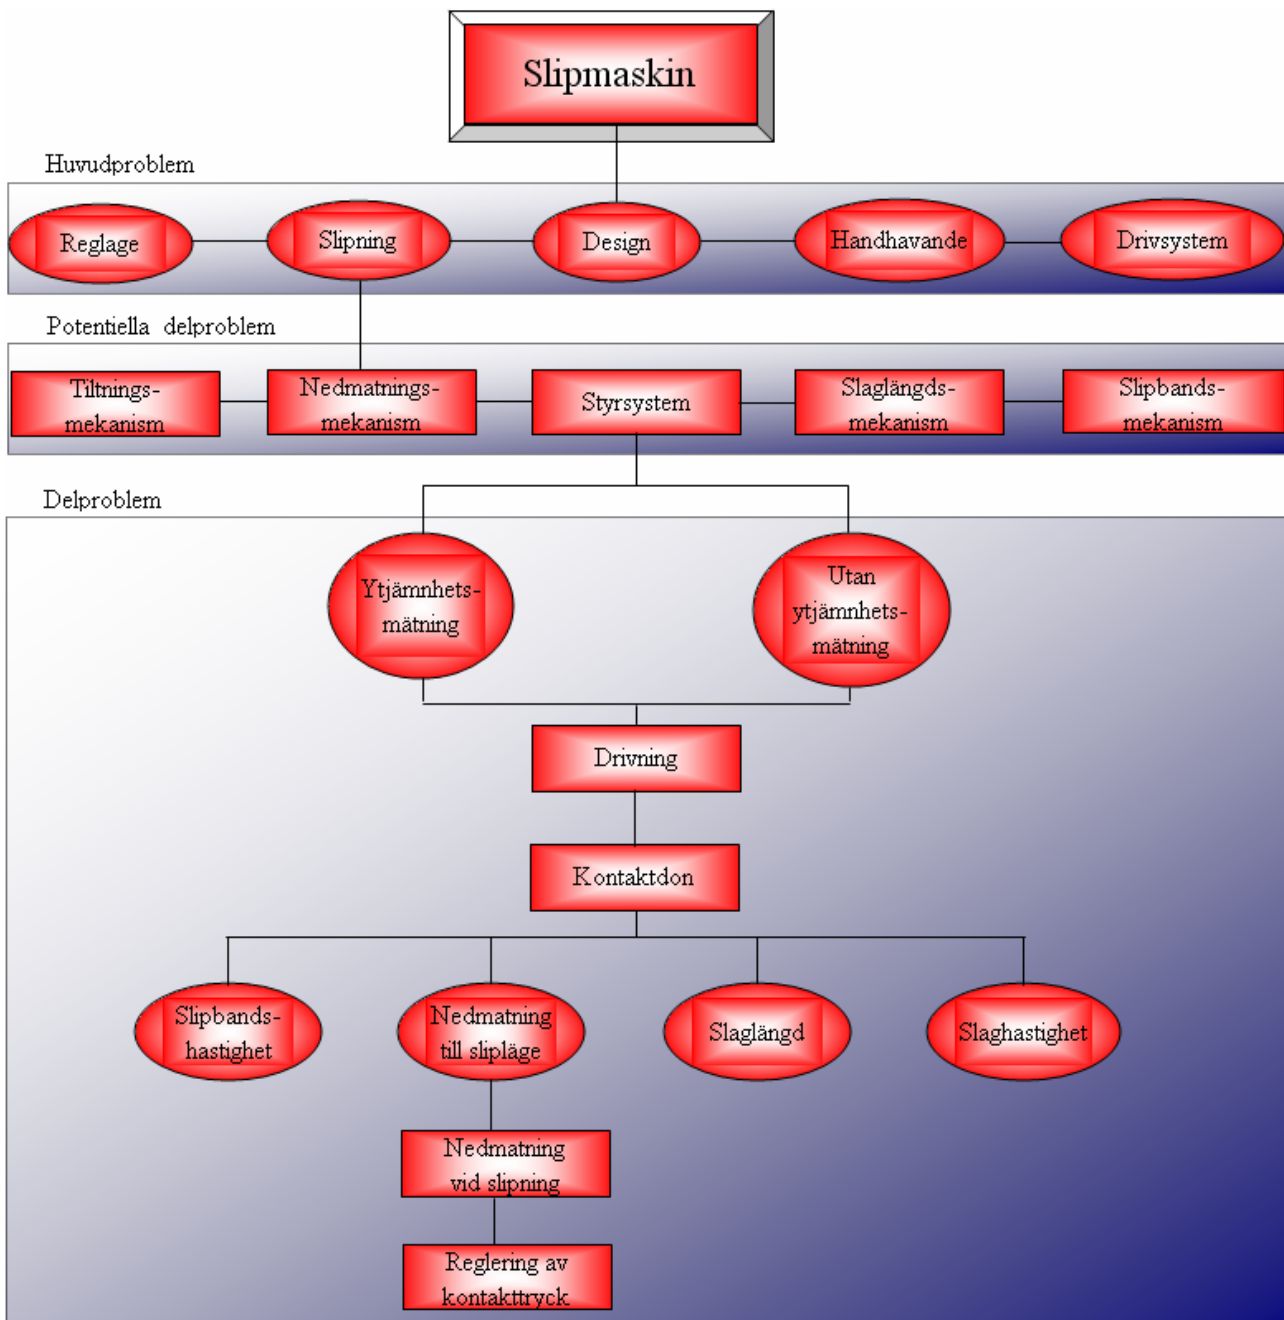 Slipmaskin
Huvudproblem
Reglage
Slipning
Design
Handhavande
Drivsystem
Potentiella delproblem
Tiltnings-
mekanism
Nedmatnings-
mekanism
Styrsystem
Slaglängds-
mekanism
Slipbands-
mekanism
Delproblem
Ytjämnhets-
mätning
Utan
ytjämnhets-
mätning
Drivning
Kontaktdon
Slipbands-
hastighet
Nedmatning
till slipläge
Slaglängd
Slaghastighet
Nedmatning
vid slipning
Reglering av
kontakttryck